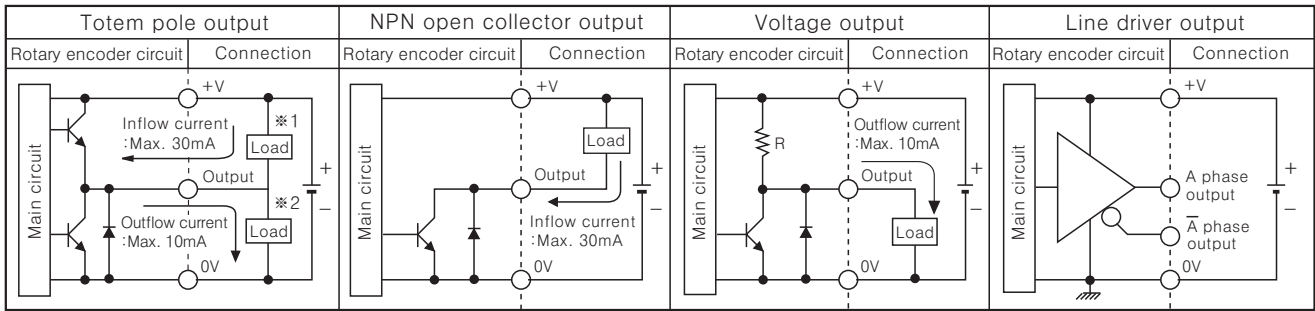 Totem pole output
Rotary encoder circuit
Connection
Main circuit
+V
Inflow current
:Max. 30mA
※1
Load
Output
※2
Outflow current
:Max. 10mA
Load
0V
+
−
NPN open collector output
Rotary encoder circuit
Connection
Main circuit
+V
Load
Output
Inflow current
:Max. 30mA
0V
+
−
Voltage output
Rotary encoder circuit
Connection
Main circuit
+V
R
Outflow current
:Max. 10mA
Output
Load
0V
+
−
Line driver output
Rotary encoder circuit
Connection
Main circuit
+V
A phase
output
A̅ phase
output
0V
+
−